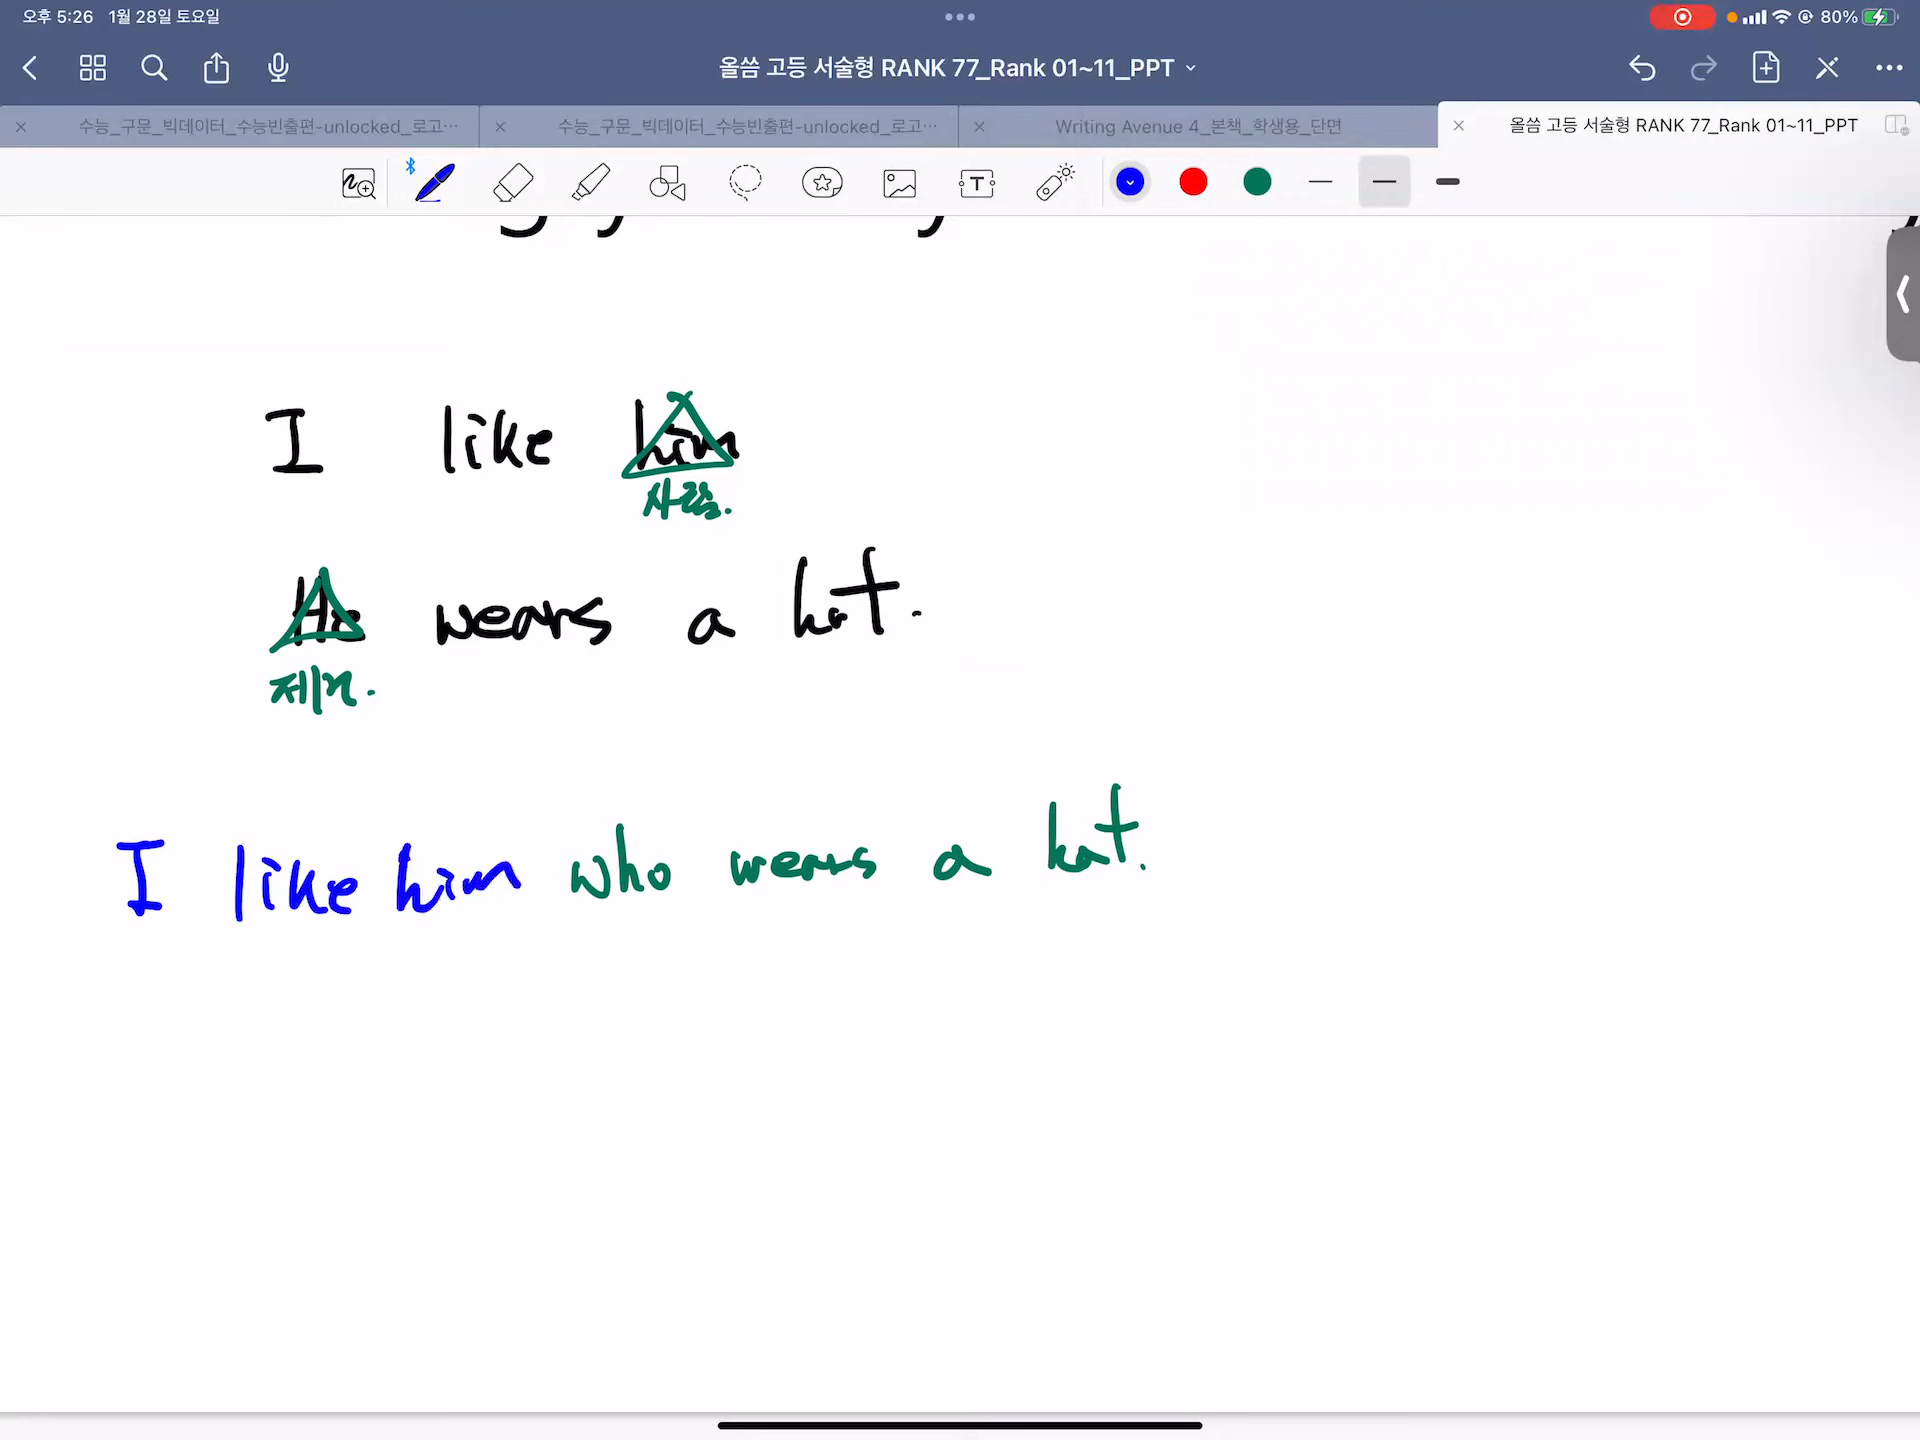 오후 5:26 1월 28일 토요일
80%
올씀 고등 서술형 RANK 77_Rank 01~11_PPT
수능_구문_빅데이터_수능빈출편-unlocked_로고…
수능_구문_빅데이터_수능빈출편-unlocked_로고…
Writing Avenue 4_본책_학생용_단면
올씀 고등 서술형 RANK 77_Rank 01~11_PPT
I like him
사람.
He wears a hat.
I like him who wears a hat.